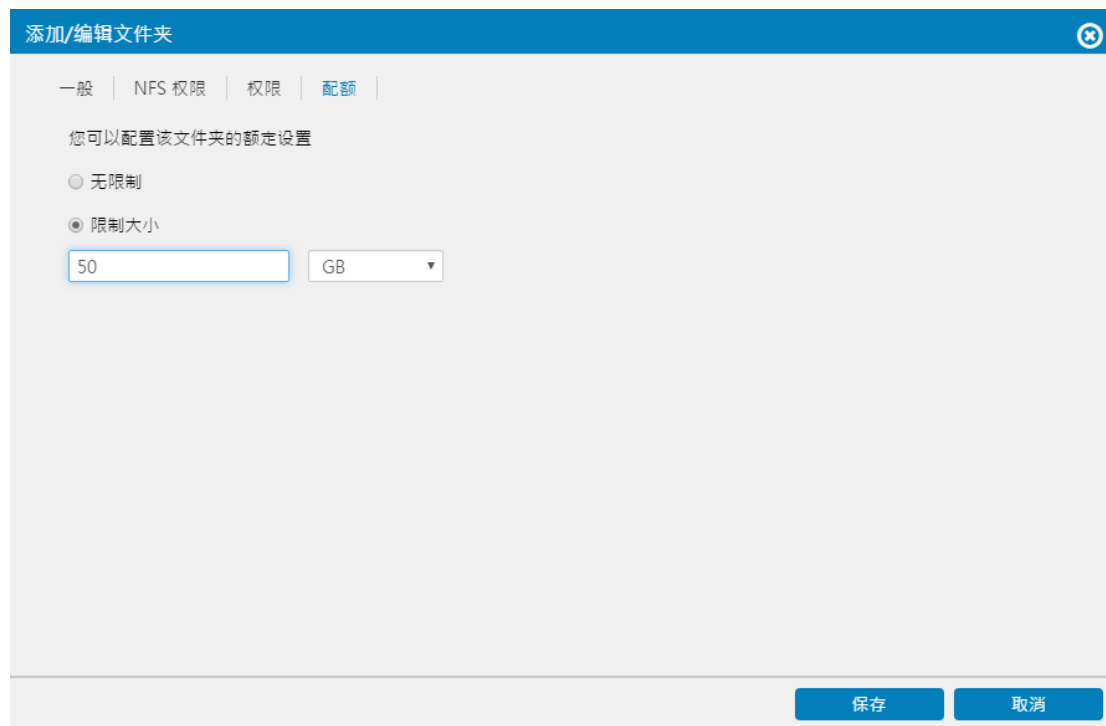 添加/编辑文件夹
一般 NFS 权限 权限 配额
您可以配置该文件夹的额定设置
无限制
限制大小
50 GB
保存 取消